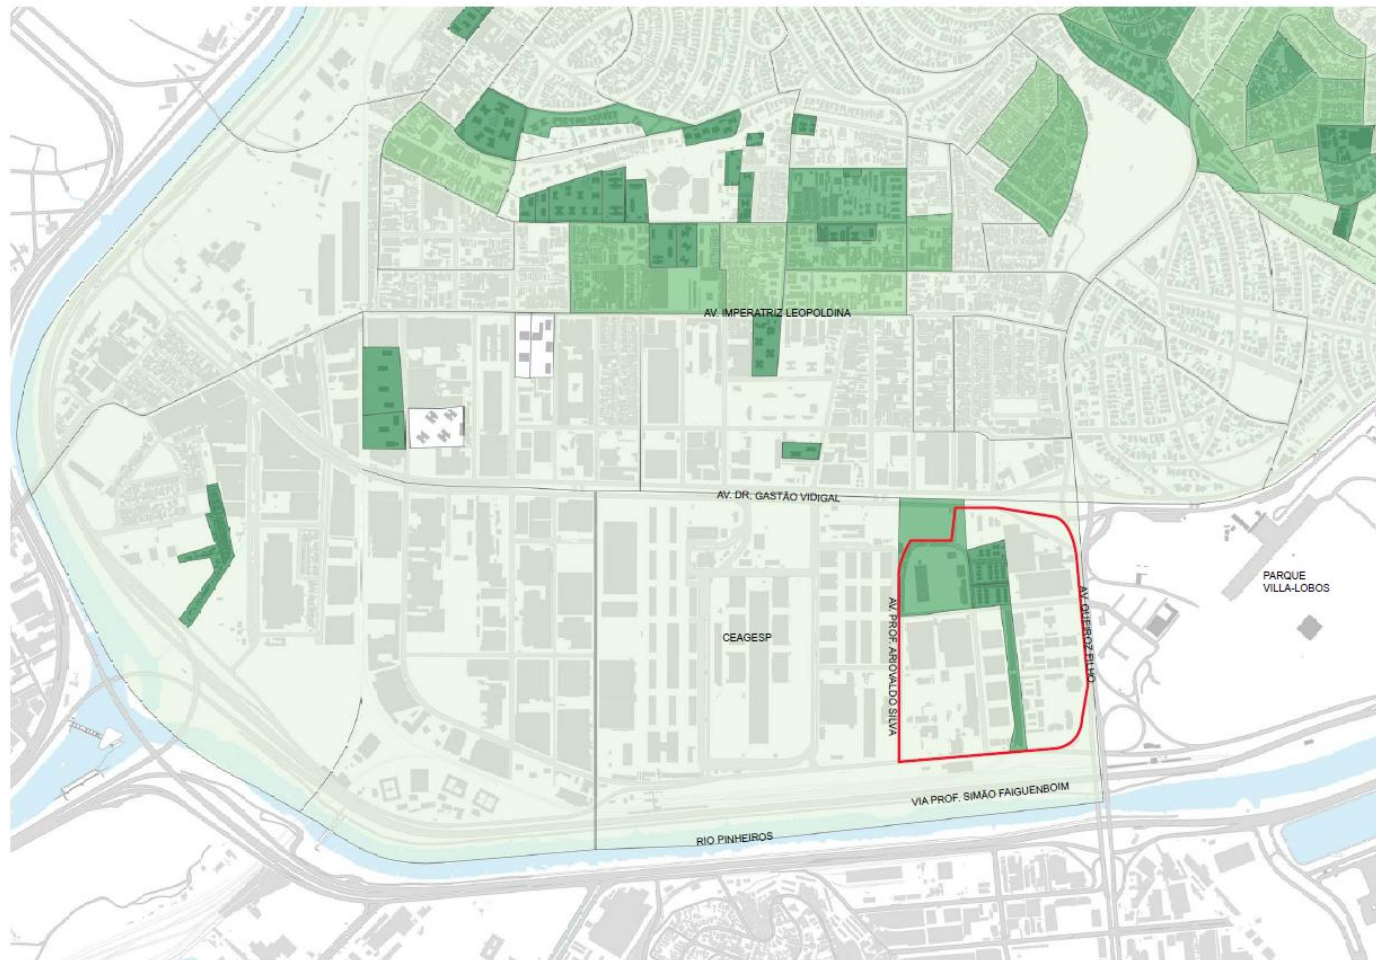 AV. IMPERATRIZ LEOPOLDINA
AV. DR. GASTÃO VIDIGAL
PARQUE
VILLA-LOBOS
AV. QUEIROZ FILHO
AV. PROF. ARIOVALDO SILVA
CEAGESP
VIA PROF. SIMÃO FAIGUENBOIM
RIO PINHEIROS